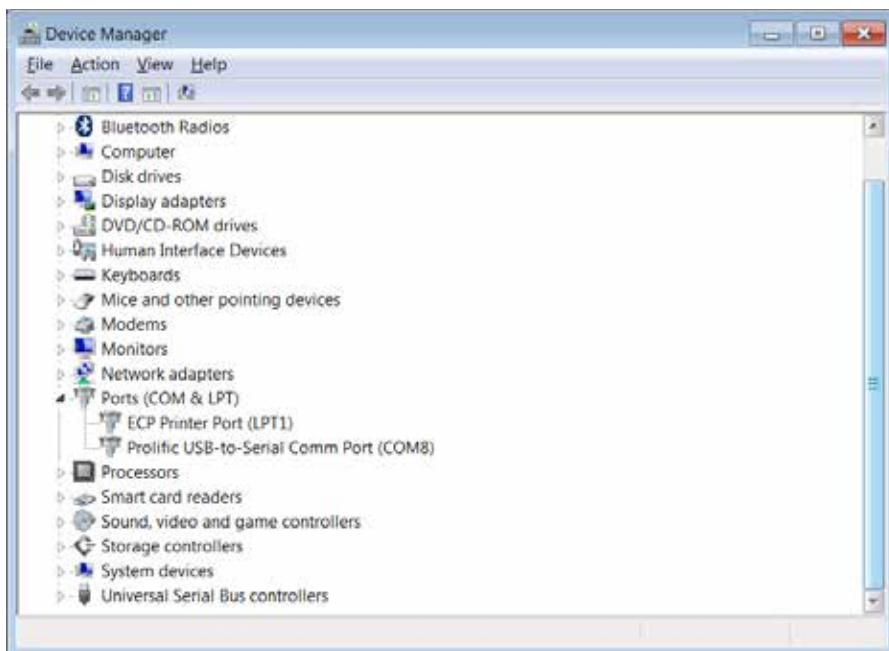 Device Manager
File Action View Help
Bluetooth Radios
Computer
Disk drives
Display adapters
DVD/CD-ROM drives
Human Interface Devices
Keyboards
Mice and other pointing devices
Modems
Monitors
Network adapters
Ports (COM & LPT)
ECP Printer Port (LPT1)
Prolific USB-to-Serial Comm Port (COM8)
Processors
Smart card readers
Sound, video and game controllers
Storage controllers
System devices
Universal Serial Bus controllers